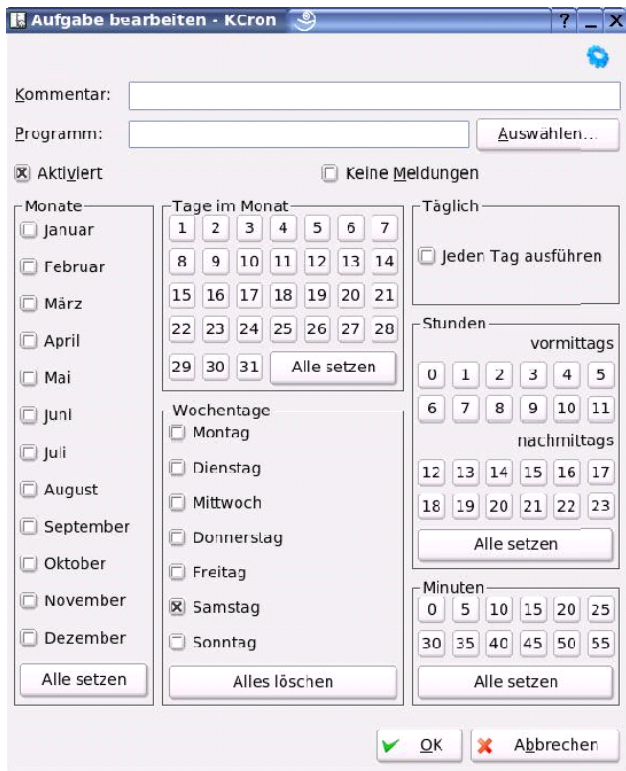 Aufgabe bearbeiten - KCron
Kommentar:
Programm:
Auswählen...
Aktiviert
Keine Meldungen
Monate
Januar
Februar
März
April
Mai
Juni
Juli
August
September
Oktober
November
Dezember
Alle setzen
Tage im Monat
1 2 3 4 5 6 7
8 9 10 11 12 13 14
15 16 17 18 19 20 21
22 23 24 25 26 27 28
29 30 31 Alle setzen
Wochentage
Montag
Dienstag
Mittwoch
Donnerstag
Freitag
Samstag
Sonntag
Alles löschen
Täglich
Jeden Tag ausführen
Stunden
vormittags
0 1 2 3 4 5
6 7 8 9 10 11
nachmittags
12 13 14 15 16 17
18 19 20 21 22 23
Alle setzen
Minuten
0 5 10 15 20 25
30 35 40 45 50 55
Alle setzen
OK
Abbrechen